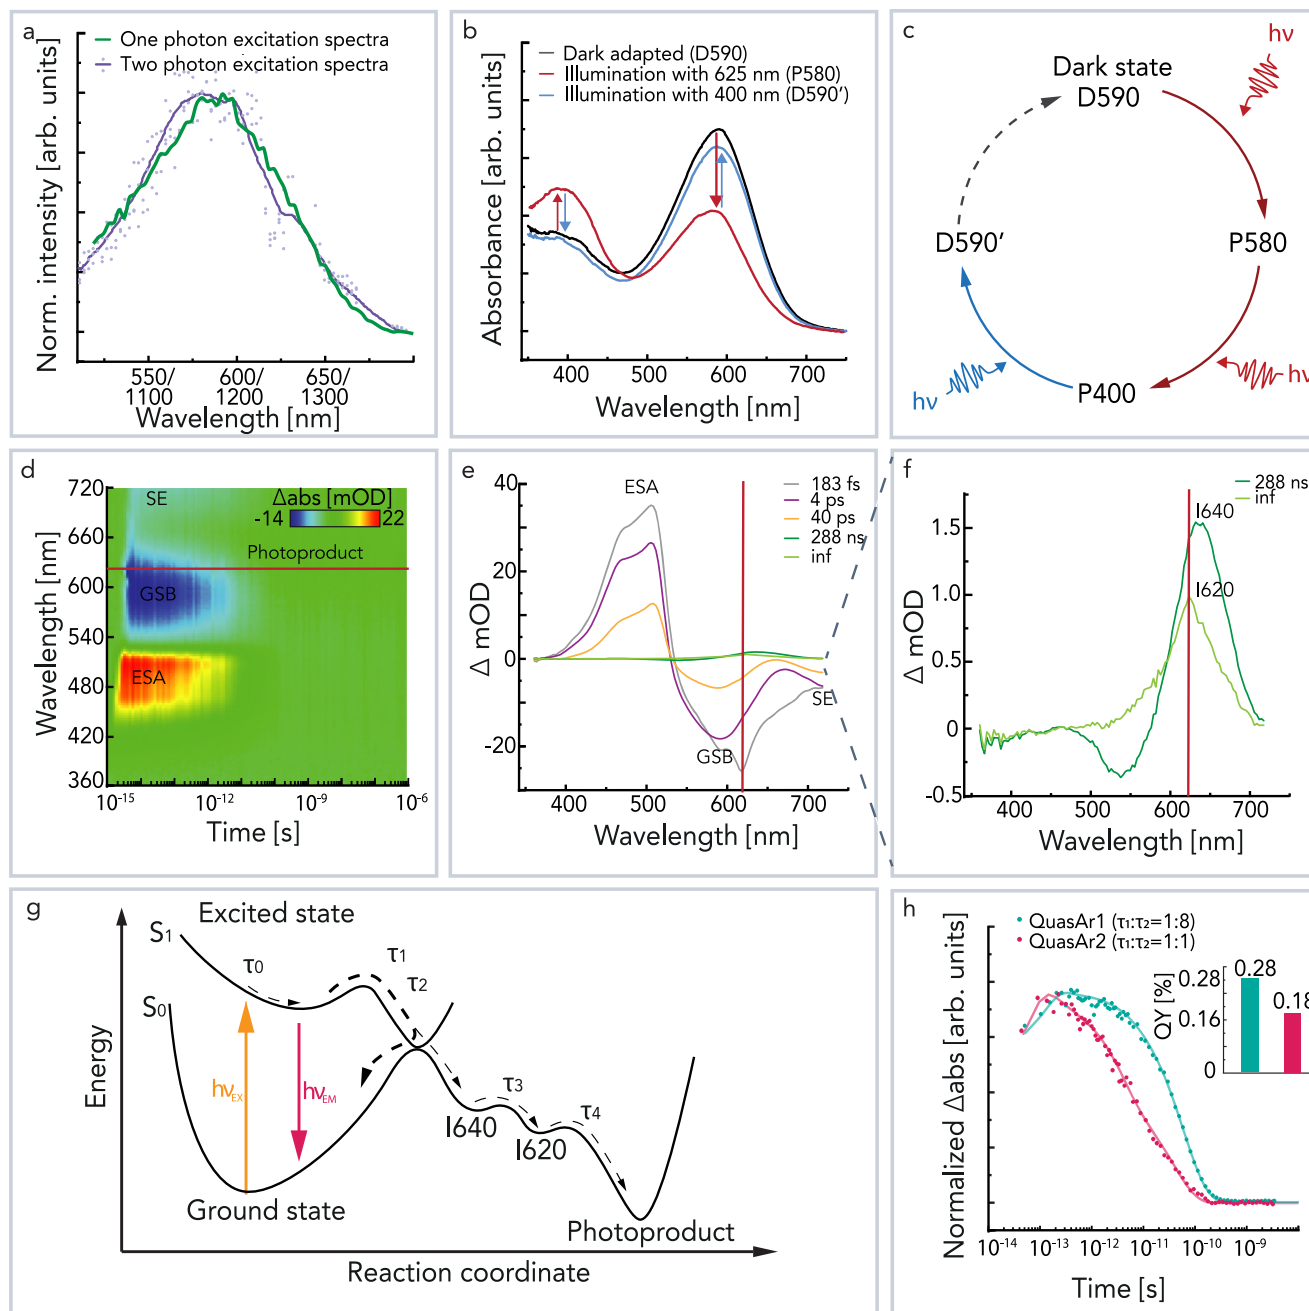 a
One photon excitation spectra
Two photon excitation spectra
Norm. intensity [arb. units]
550/ 600/ 650/
1100 1200 1300
Wavelength [nm]
b
Dark adapted (D590)
Illumination with 625 nm (P580)
Illumination with 400 nm (D590’)
Absorbance [arb. units]
400 500 600 700
Wavelength [nm]
c
hν
Dark state
D590
D590’
P580
P400
hν
hν
d
720
660
600
540
480
420
360
Wavelength [nm]
SE
Δabs [mOD]
-14 22
Photoproduct
GSB
ESA
10-15 10-12 10-9 10-6
Time [s]
e
40
20
0
-20
Δ mOD
ESA
183 fs
4 ps
40 ps
288 ns
inf
SE
GSB
400 500 600 700
Wavelength [nm]
f
288 ns
inf
1.5
1.0
0.5
0
-0.5
Δ mOD
I640
I620
400 500 600 700
Wavelength [nm]
g
Excited state
S1
S0
τ0
τ1
τ2
τ3
τ4
hνEX
hνEM
I640
I620
Energy
Ground state
Photoproduct
Reaction coordinate
h
QuasAr1 (τ1:τ2=1:8)
QuasAr2 (τ1:τ2=1:1)
Normalized Δabs [arb. units]
QY [%]
0.28
0.16
0
0.28
0.18
10-14 10-13 10-12 10-11 10-10 10-9
Time [s]